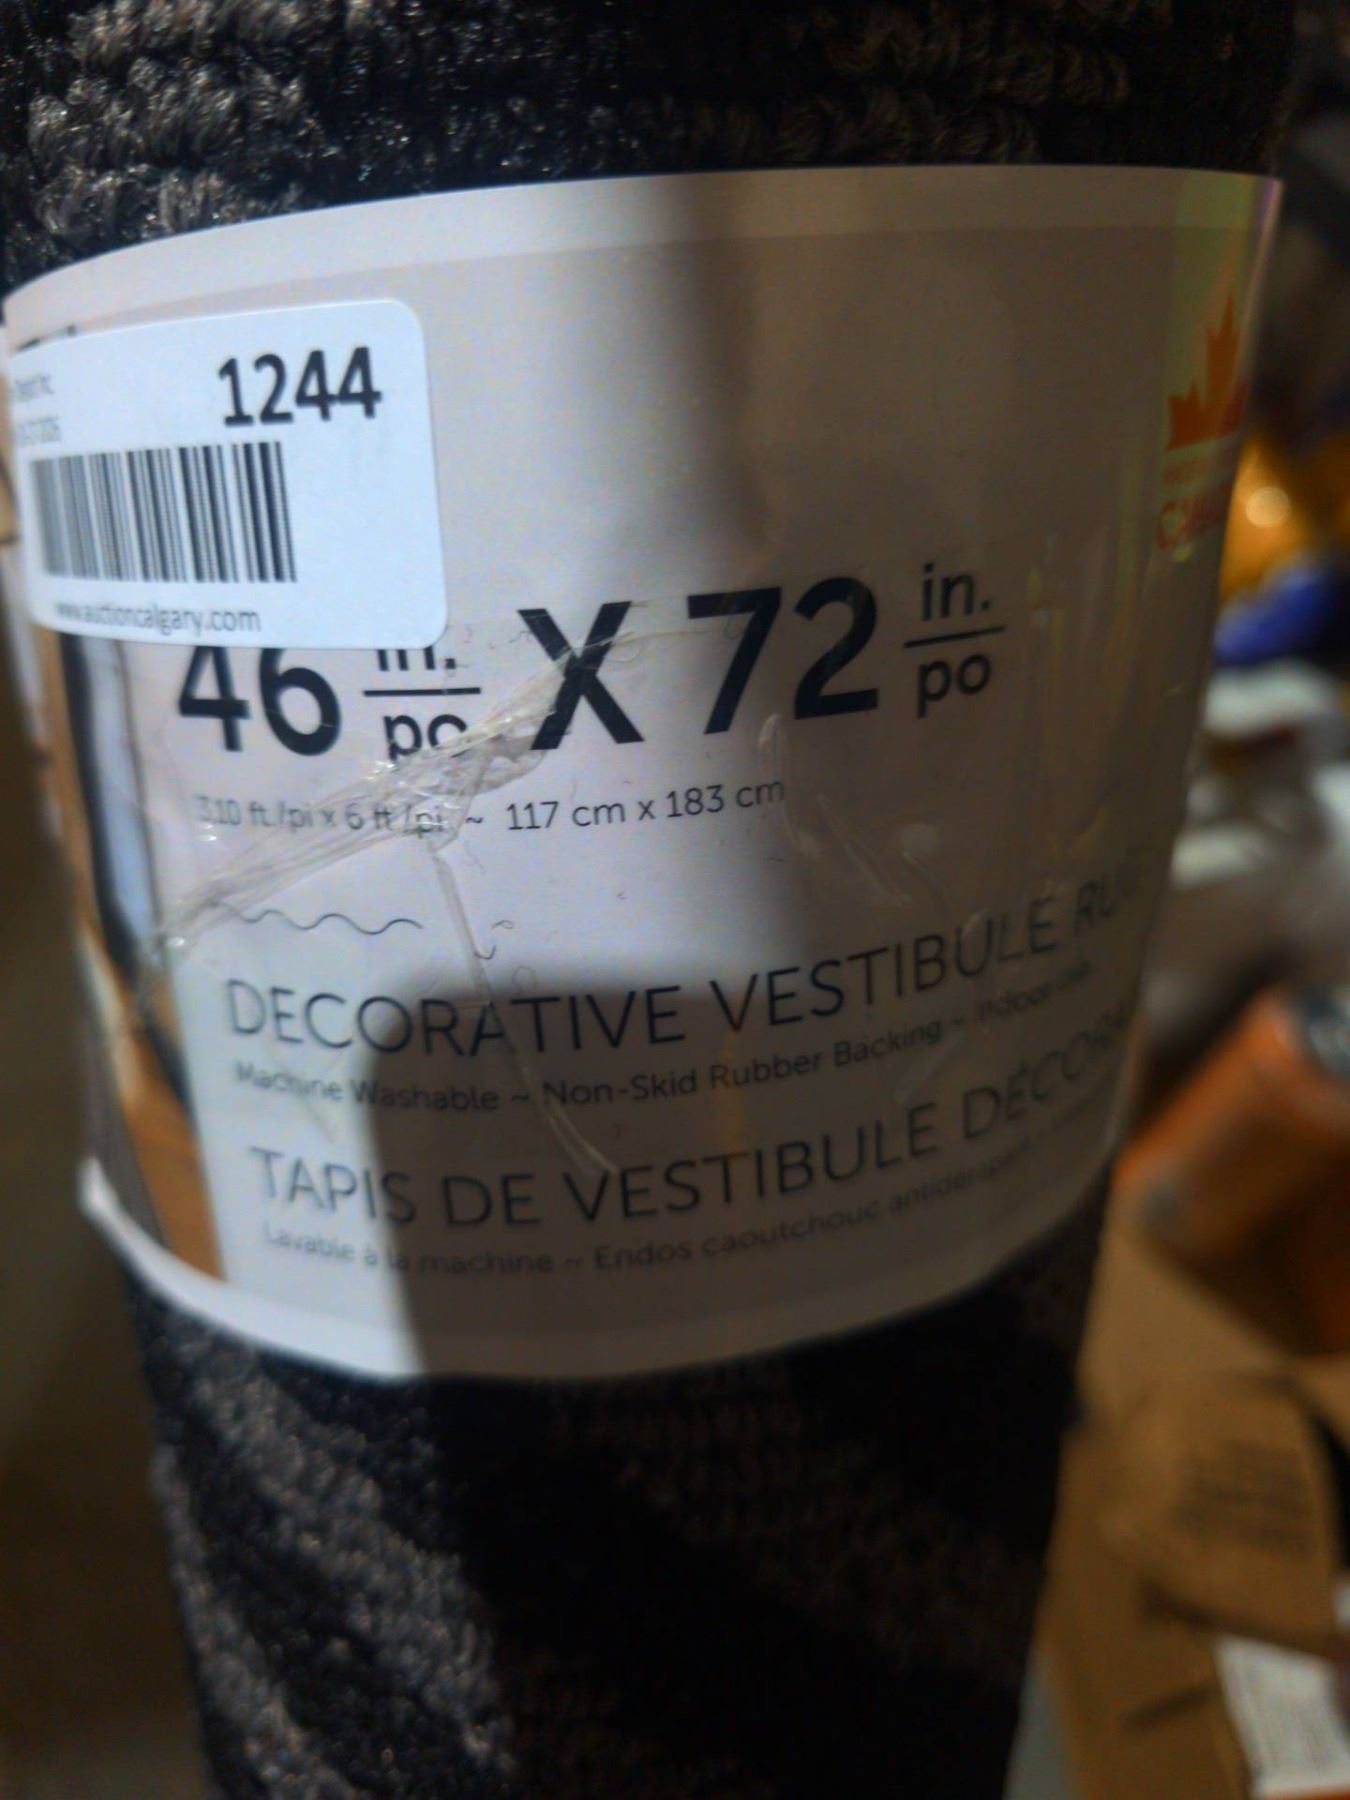 1244
www.auctioncalgary.com
46 in./po X 72 in./po
3.10 ft./pi x 6 ft./pi ~ 117 cm x 183 cm
DECORATIVE VESTIBULE
Machine Washable ~ Non-Skid Rubber Backing ~ Indoor
TAPIS DE VESTIBULE
Lavable à la machine ~ Endos caoutchouc